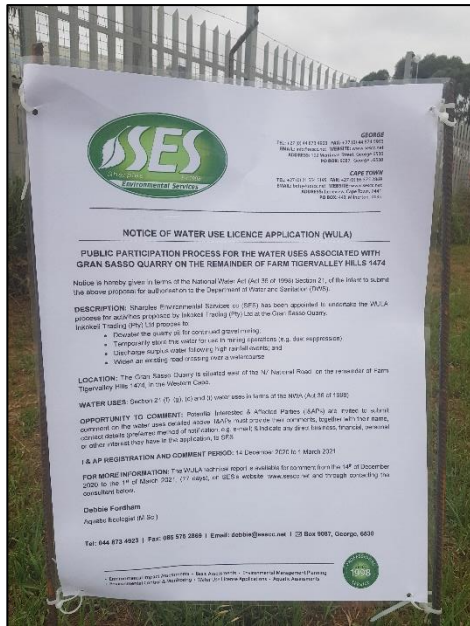 SES
Sharples
Environmental Services
GEORGE
CAPE TOWN
NOTICE OF WATER USE LICENCE APPLICATION (WULA)
PUBLIC PARTICIPATION PROCESS FOR THE WATER USES ASSOCIATED WITH
GRAN SASSO QUARRY ON THE REMAINDER OF FARM TIGERVALLEY HILLS 1474
Notice is hereby given in terms of the National Water Act (Act 36 of 1998) Section 21, of the intent to submit
the above proposal for authorisation to the Department of Water and Sanitation (DWS).
DESCRIPTION: Sharples Environmental Services cc (SES) has been appointed to undertake the WULA
process for activities proposed by Inkokeli Trading (Pty) Ltd at the Gran Sasso Quarry.
Inkokeli Trading (Pty) Ltd proposes to:
Dewater the quarry pit for continued gravel mining;
Temporarily store this water for use in mining operations (e.g. dust suppression)
Discharge surplus water following high rainfall events; and
Widen an existing road crossing over a watercourse
LOCATION: The Gran Sasso Quarry is situated east of the N7 National Road on the remainder of Farm
Tigervalley Hills 1474, in the Western Cape.
WATER USES: Section 21 (f), (g), (c) and (i) water uses in terms of the NWA (Act 36 of 1998)
OPPORTUNITY TO COMMENT: Potential Interested & Affected Parties (I&APs) are invited to submit
comment on the water uses detailed above. I&APs must provide their comments, together with their name,
contact details (preferred method of notification, e.g. e-mail) & indicate any direct business, financial, personal
or other interest they have in the application, to SES
I & AP REGISTRATION AND COMMENT PERIOD: 14 December 2020 to 1 March 2021
FOR MORE INFORMATION: The WULA technical report is available for comment from the 14th of December
2020 to the 1st of March 2021, (77 days), on SES's website: www.sescc.net and through contacting the
consultant below.
Debbie Fordham
Aquatic Ecologist (M.Sc)
Tel: 044 873 4923 | Fax: 086 575 2869 | Email: debbie@sescc.net | Box 9087, George, 6530
1998